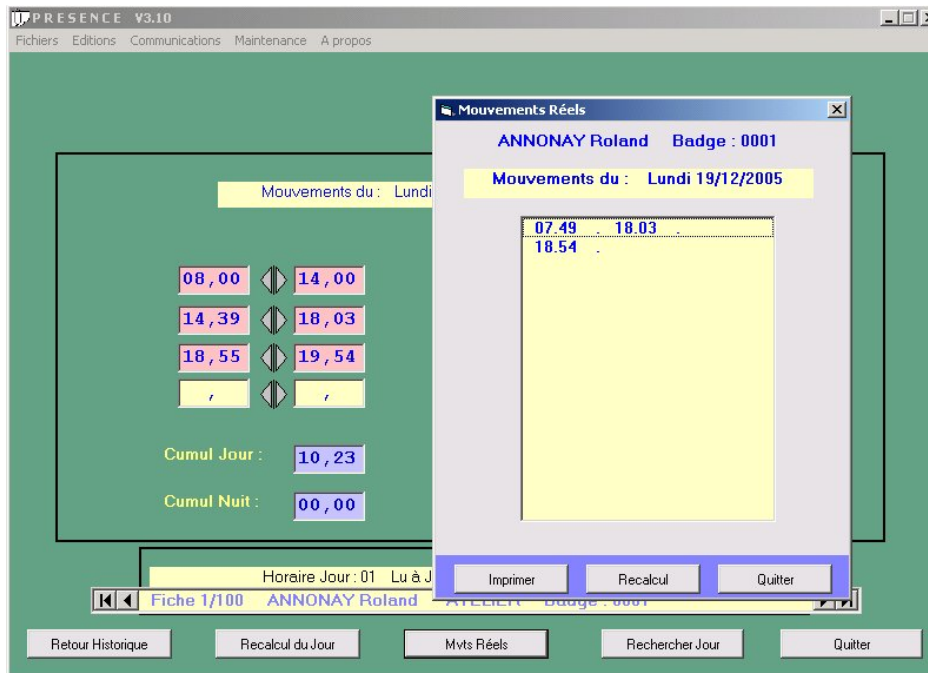 PRESENCE V3.10
Fichiers Editions Communications Maintenance A propos
Mouvements Réels
ANNONAY Roland Badge : 0001
Mouvements du : Lundi 19/12/2005
07.49 . 18.03 .
18.54 .
Imprimer Recalcul Quitter
Mouvements du : Lundi
08,00 14,00
14,39 18,03
18,55 19,54
, ,
Cumul Jour : 10,23
Cumul Nuit : 00,00
Horaire Jour : 01 Lu à J
Fiche 1/100 ANNONAY Roland ATELIER Badge : 0001
Retour Historique Recalcul du Jour Mvts Réels Rechercher Jour Quitter